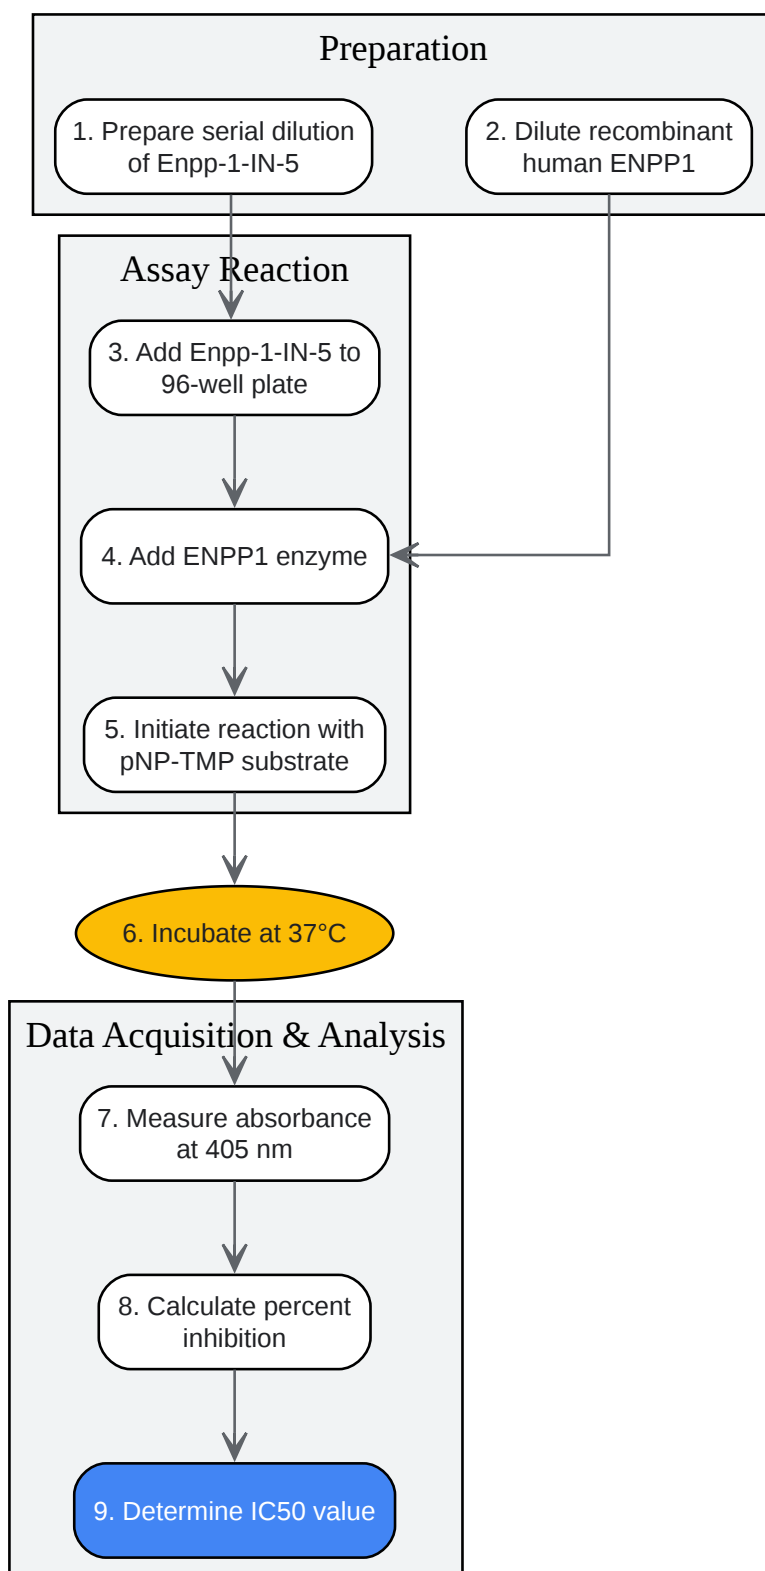 Preparation
1. Prepare serial dilution
of Enpp-1-IN-5
2. Dilute recombinant
human ENPP1
Assay Reaction
3. Add Enpp-1-IN-5 to
96-well plate
4. Add ENPP1 enzyme
5. Initiate reaction with
pNP-TMP substrate
6. Incubate at 37°C
Data Acquisition & Analysis
7. Measure absorbance
at 405 nm
8. Calculate percent
inhibition
9. Determine IC50 value